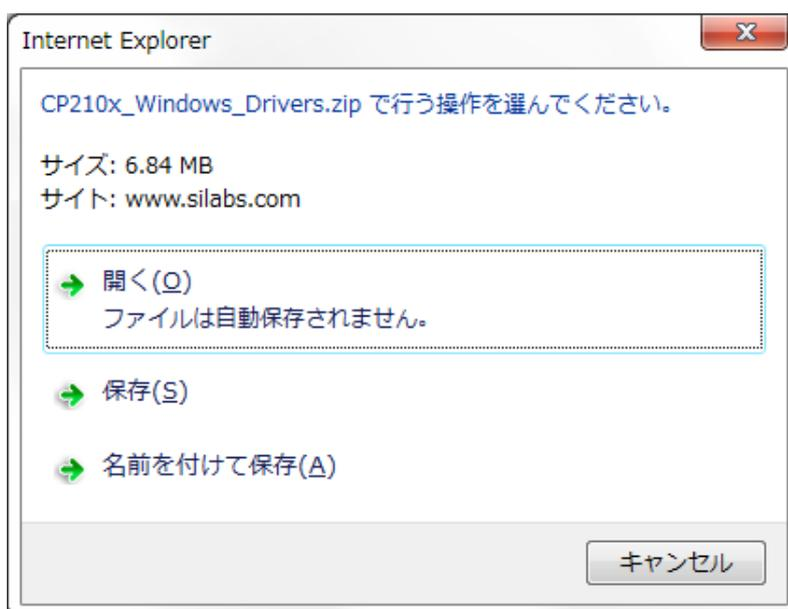 Internet Explorer
CP210x_Windows_Drivers.zip で行う操作を選んでください。
サイズ: 6.84 MB
サイト: www.silabs.com
開く(O)
ファイルは自動保存されません。
保存(S)
名前を付けて保存(A)
キャンセル